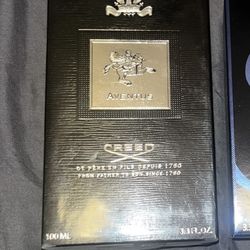 AVENTUS
CREED
DE PÈRE EN FILS DEPUIS 1760
FROM FATHER TO SON SINCE 1760
100 ML 3.3 FL.OZ.